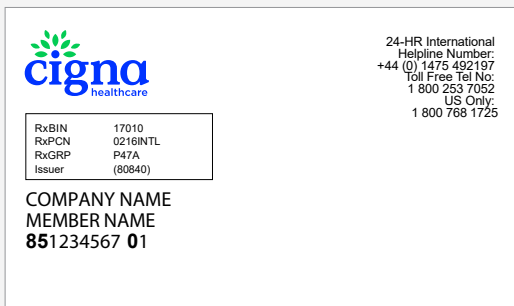 cigna
healthcare
24-HR International
Helpline Number:
+44 (0) 1475 492197
Toll Free Tel No:
1 800 253 7052
US Only:
1 800 768 1725
RxBIN 17010
RxPCN 0216INTL
RxGRP P47A
Issuer (80840)
COMPANY NAME
MEMBER NAME
851234567 01